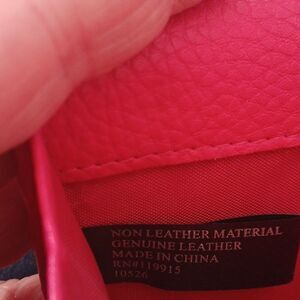 NON LEATHER MATERIAL
GENUINE LEATHER
MADE IN CHINA
RN#119915
10526